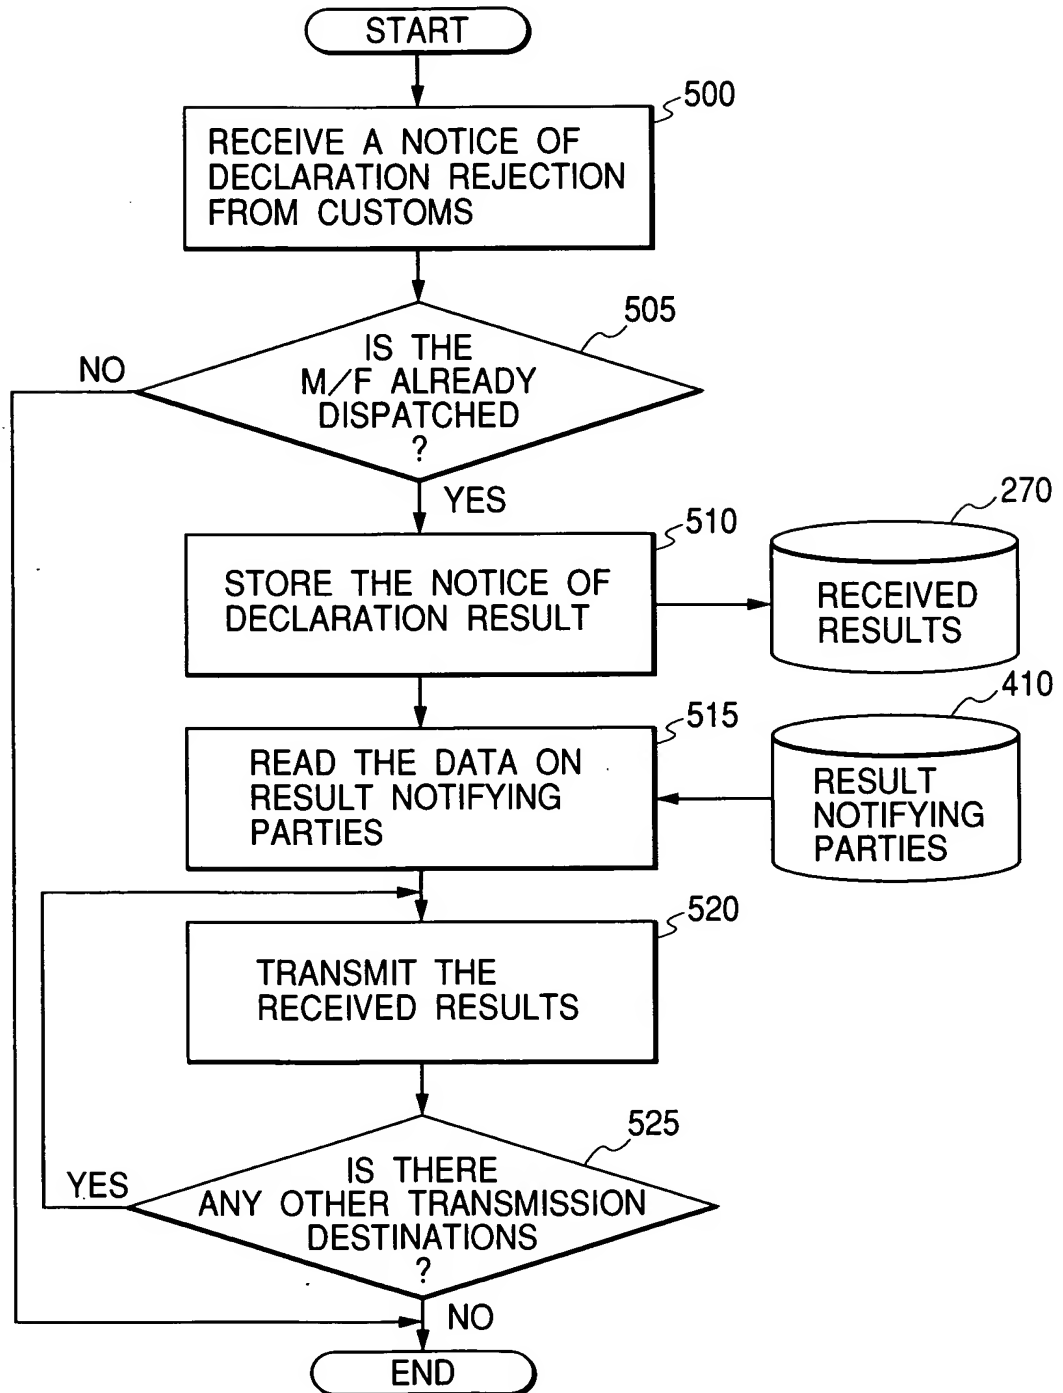 START
500
RECEIVE A NOTICE OF
DECLARATION REJECTION
FROM CUSTOMS
505
IS THE
M/F ALREADY
DISPATCHED
?
NO
YES
510
STORE THE NOTICE OF
DECLARATION RESULT
270
RECEIVED
RESULTS
515
READ THE DATA ON
RESULT NOTIFYING
PARTIES
410
RESULT
NOTIFYING
PARTIES
520
TRANSMIT THE
RECEIVED RESULTS
525
IS THERE
ANY OTHER TRANSMISSION
DESTINATIONS
?
YES
NO
END